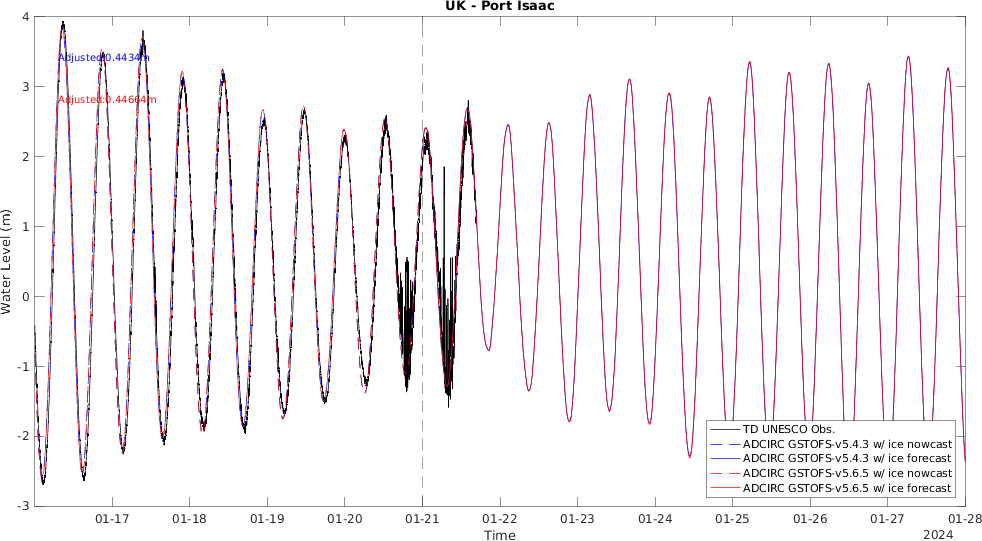 UK - Port Isaac
Adjusted:0.4434m
Adjusted:0.44664m
Water Level (m)
4
3
2
1
0
-1
-2
-3
TD UNESCO Obs.
ADCIRC GSTOFS-v5.4.3 w/ ice nowcast
ADCIRC GSTOFS-v5.4.3 w/ ice forecast
ADCIRC GSTOFS-v5.6.5 w/ ice nowcast
ADCIRC GSTOFS-v5.6.5 w/ ice forecast
01-17 01-18 01-19 01-20 01-21 01-22 01-23 01-24 01-25 01-26 01-27 01-28
Time
2024